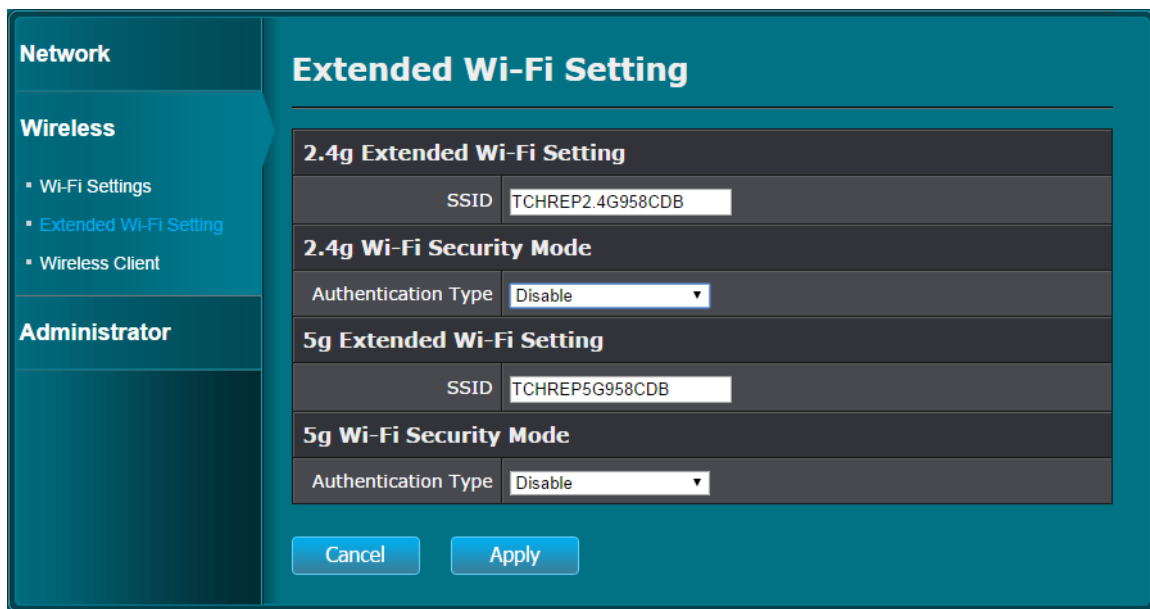 Network
Wireless
Wi-Fi Settings
Extended Wi-Fi Setting
Wireless Client
Administrator
Extended Wi-Fi Setting
2.4g Extended Wi-Fi Setting
SSID TCHREP2.4G958CDB
2.4g Wi-Fi Security Mode
Authentication Type Disable
5g Extended Wi-Fi Setting
SSID TCHREP5G958CDB
5g Wi-Fi Security Mode
Authentication Type Disable
Cancel Apply